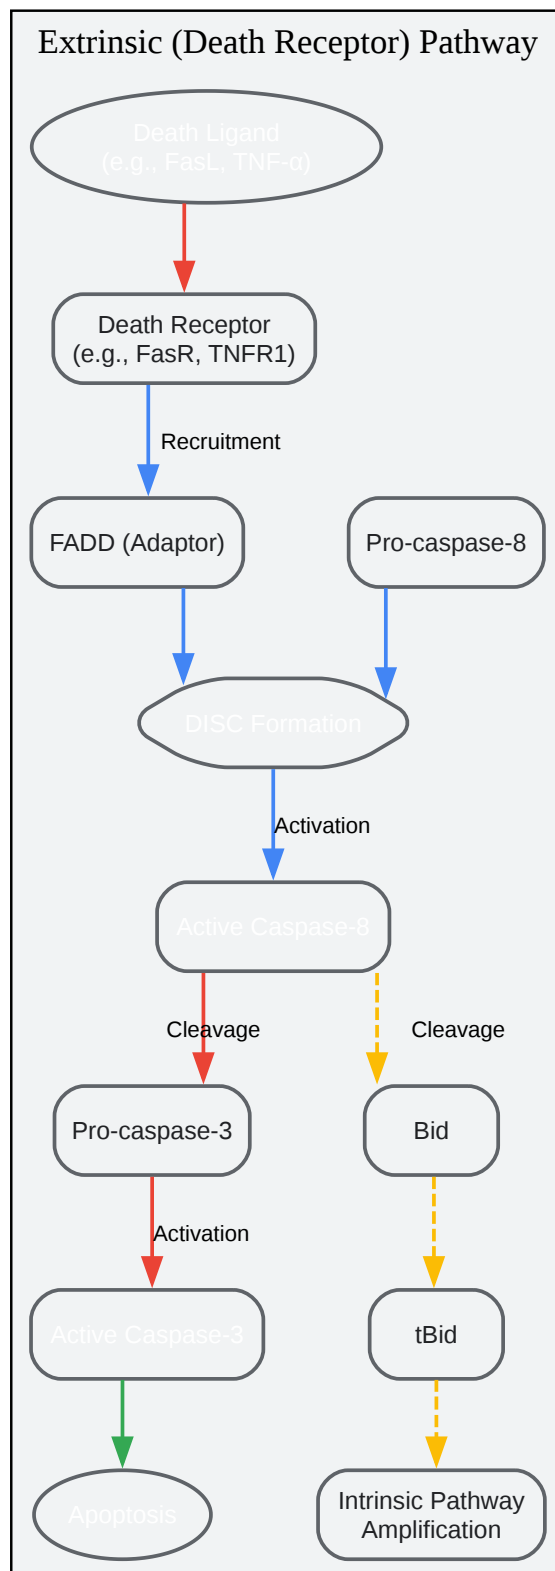 Extrinsic (Death Receptor) Pathway
Death Ligand
(e.g., FasL, TNF-α)
Death Receptor
(e.g., FasR, TNFR1)
Recruitment
FADD (Adaptor)
Pro-caspase-8
DISC Formation
Activation
Active Caspase-8
Cleavage
Cleavage
Pro-caspase-3
Bid
Activation
Active Caspase-3
tBid
Apoptosis
Intrinsic Pathway
Amplification